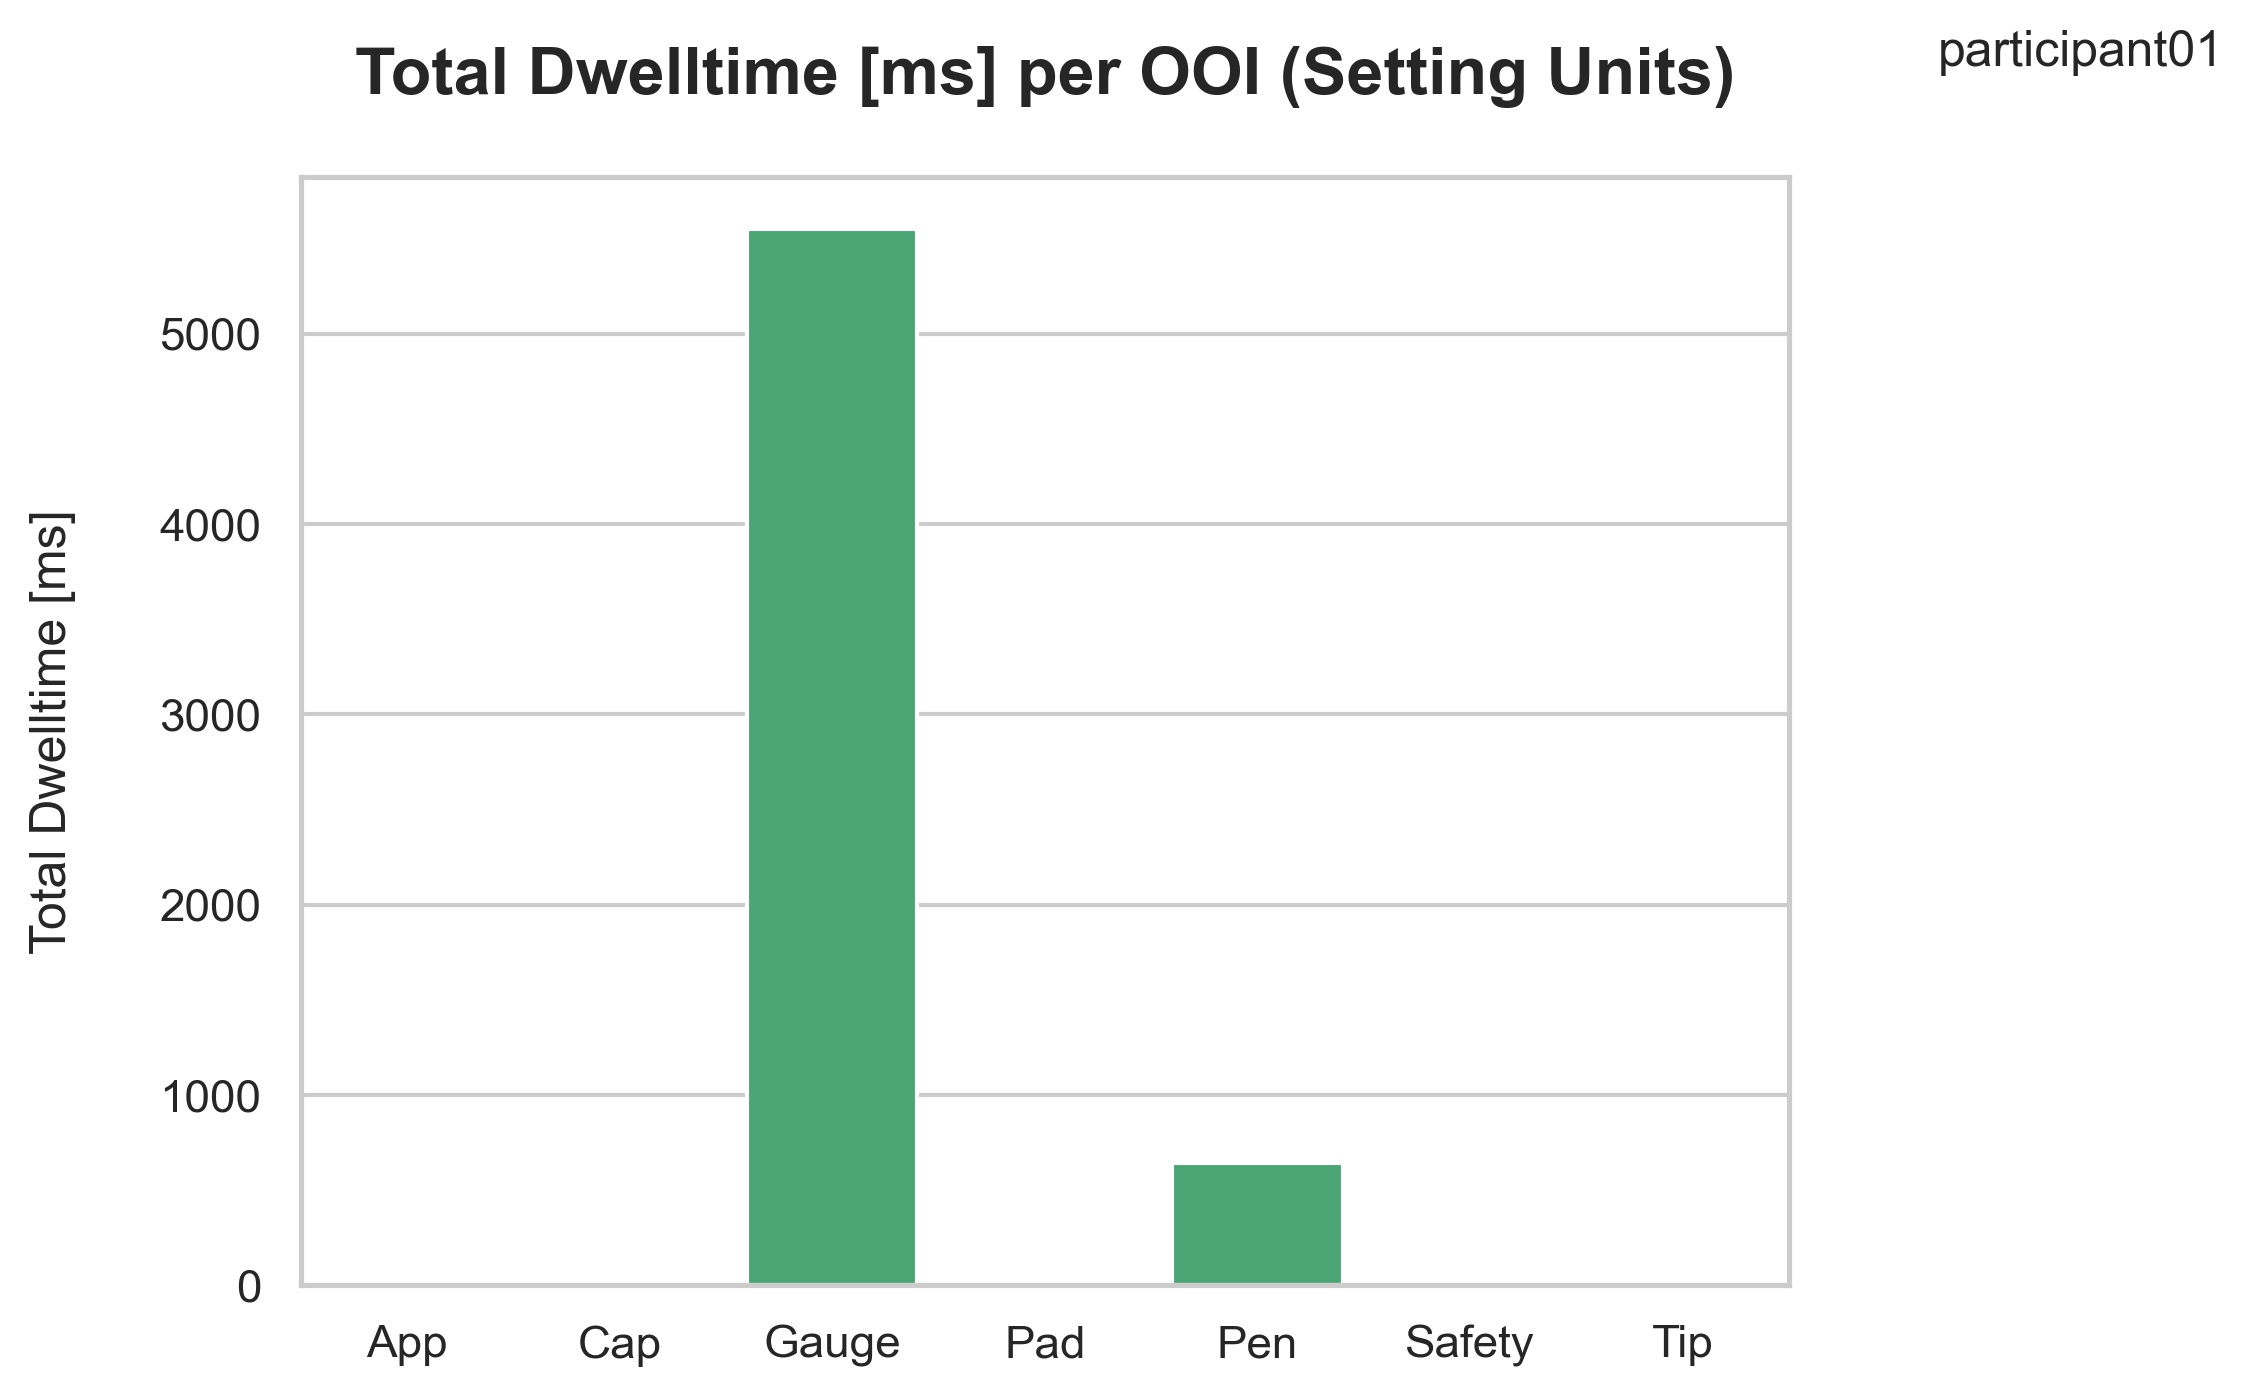 Total Dwelltime [ms] per OOI (Setting Units)
participant01
Total Dwelltime [ms]
5000
4000
3000
2000
1000
0
App Cap Gauge Pad Pen Safety Tip